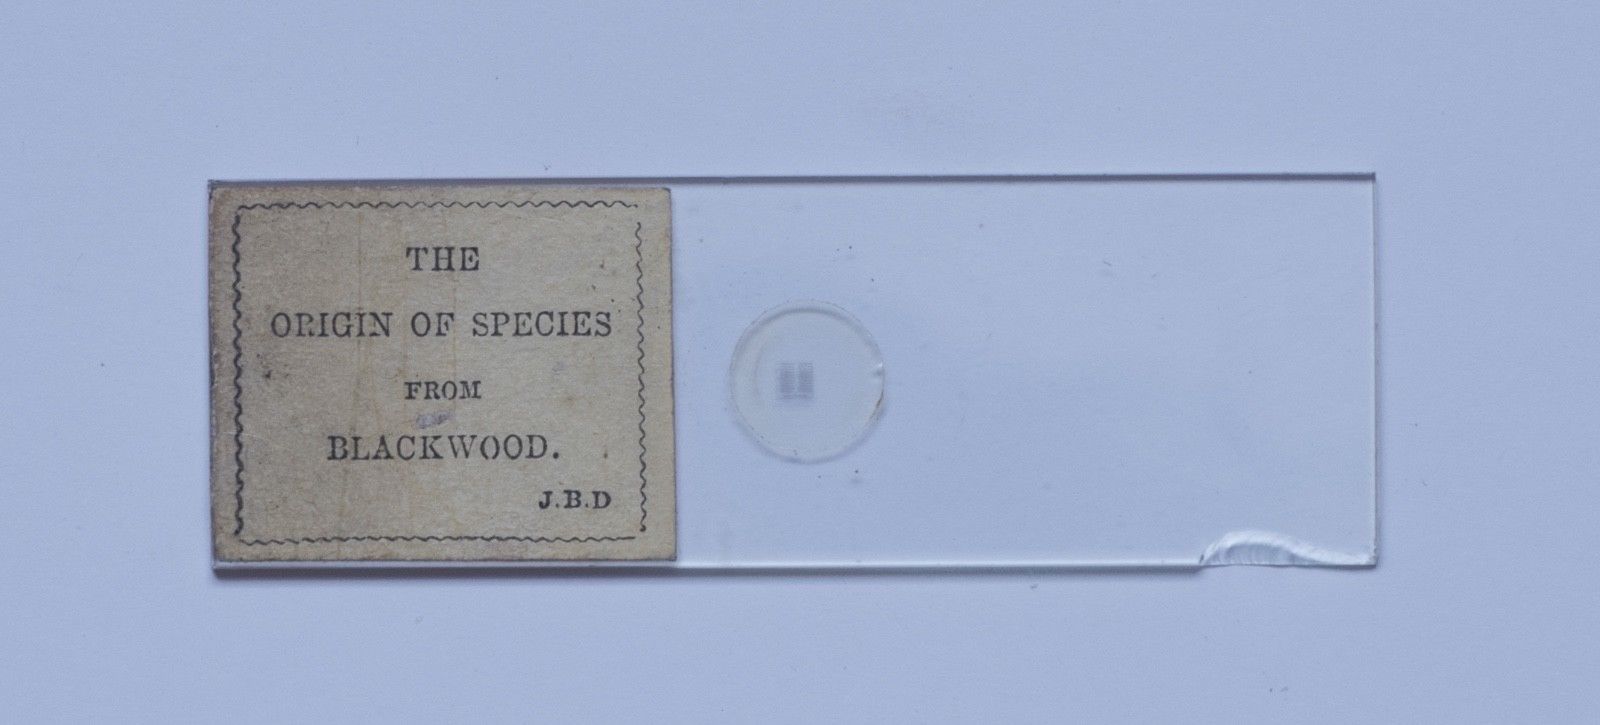 THE
ORIGIN OF SPECIES
FROM
BLACKWOOD.
J.B.D